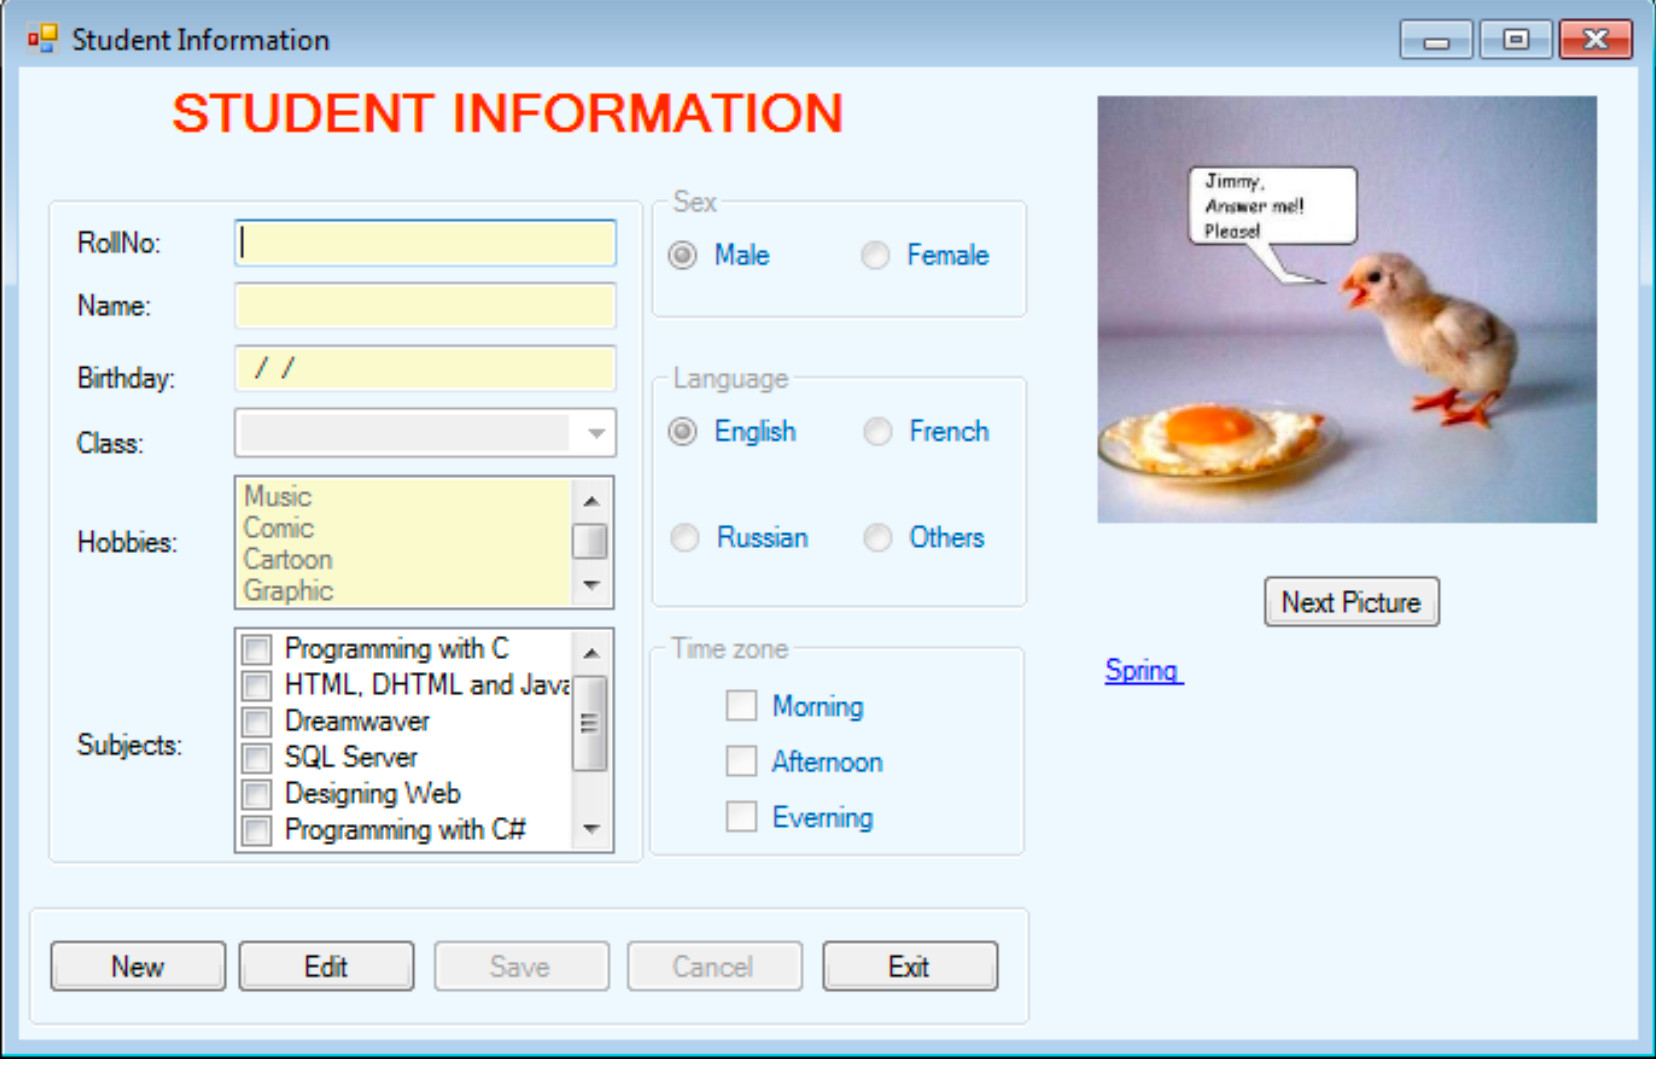 Student Information
STUDENT INFORMATION
RollNo:
Name:
Birthday: / /
Class:
Hobbies:
Music
Comic
Cartoon
Graphic
Subjects:
Programming with C
HTML, DHTML and Java
Dreamwaver
SQL Server
Designing Web
Programming with C#
Sex
Male Female
Language
English French
Russian Others
Time zone
Morning
Afternoon
Everning
Jimmy,
Answer me!!
Please!
Next Picture
Spring
New Edit Save Cancel Exit